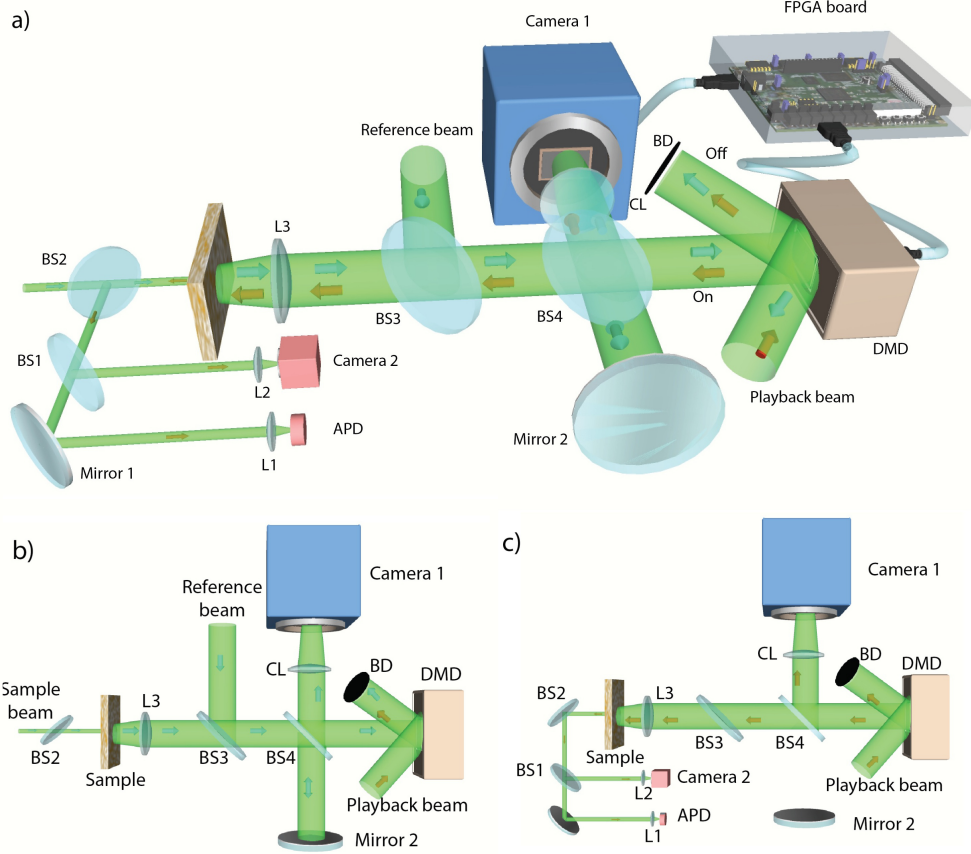 a)
Camera 1
FPGA board
Reference beam
BD
Off
CL
L3
BS2
BS3
BS4
On
BS1
Camera 2
L2
DMD
Playback beam
APD
Mirror 2
L1
Mirror 1
b)
c)
Camera 1
Reference
beam
CL
BD
DMD
Sample
beam
L3
BS2
BS3
BS4
Sample
Playback beam
Mirror 2
Camera 1
CL
BD
DMD
BS2
L3
Sample
BS3
BS4
BS1
Camera 2
L2
Playback beam
APD
L1
Mirror 2